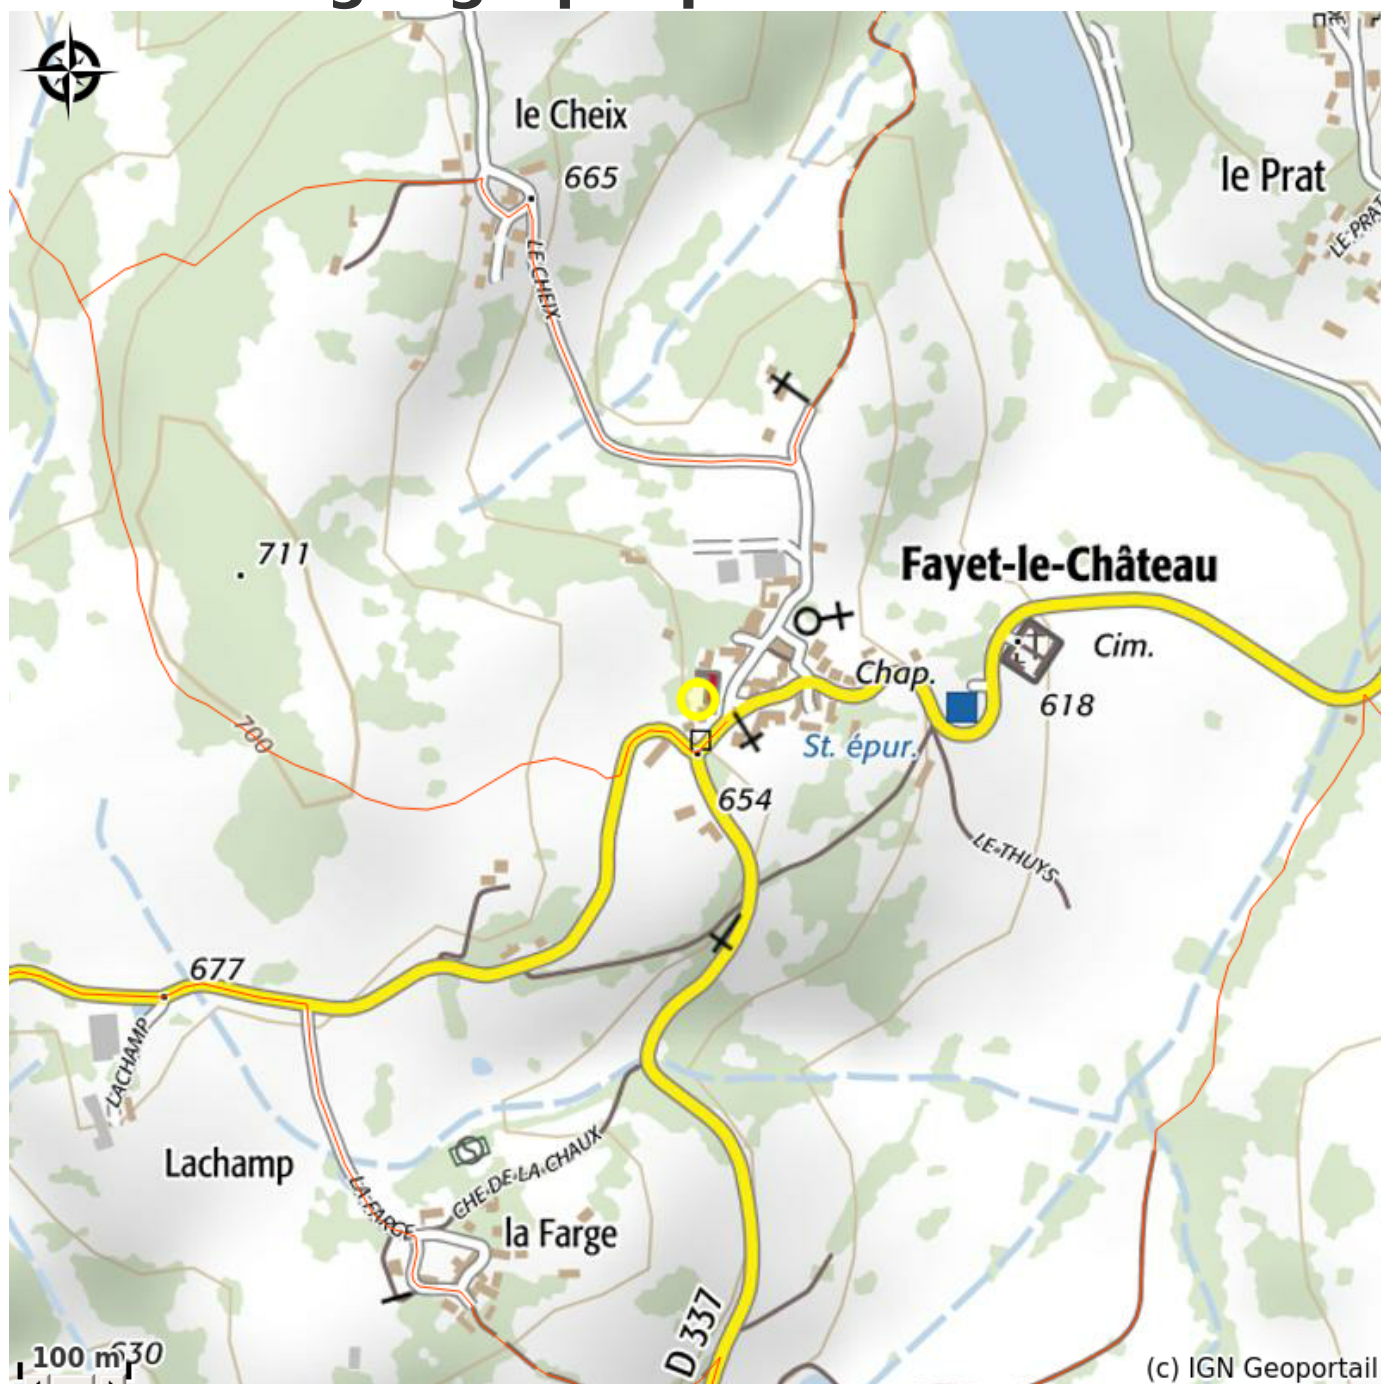 le Cheix
665
le Prat
LE PRAT
LE CHEIX
711
Fayet-le-Château
Cim.
Chap.
618
700
St. épur.
654
LE THUYS
677
LACHAMP
Lachamp
CHE DE LA CHAUX
LA FARGE
la Farge
D 337
630
100 m
(c) IGN Geoportail